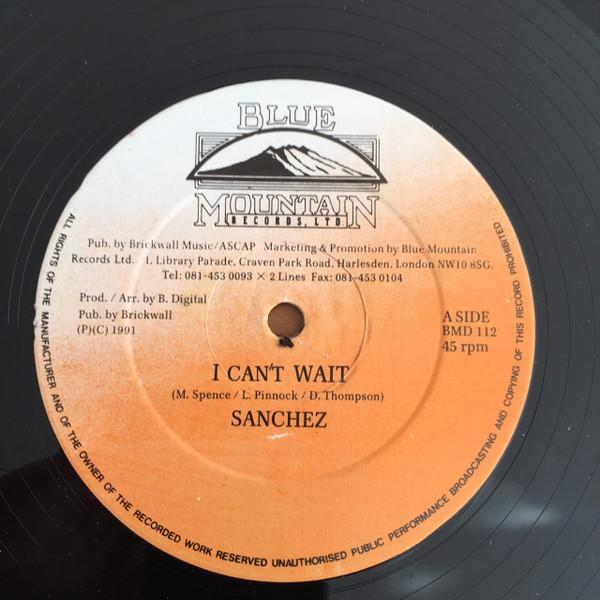 BLUE
MOUNTAIN
RECORDS, LTD
Pub. by Brickwall Music/ASCAP Marketing & Promotion by Blue Mountain
Records Ltd. 1, Library Parade, Craven Park Road, Harlesden, London NW10 8SG.
Tel: 081-453 0093 × 2 Lines Fax: 081-453 0104
Prod. / Arr. by B. Digital
Pub. by Brickwall
(P)(C) 1991
A SIDE
BMD 112
45 rpm
I CAN'T WAIT
(M. Spence / L. Pinnock / D. Thompson)
SANCHEZ
ALL RIGHTS OF THE MANUFACTURER AND OF THE OWNER OF THE RECORDED WORK RESERVED UNAUTHORISED PUBLIC PERFORMANCE BROADCASTING AND COPYING OF THIS RECORD PROHIBITED